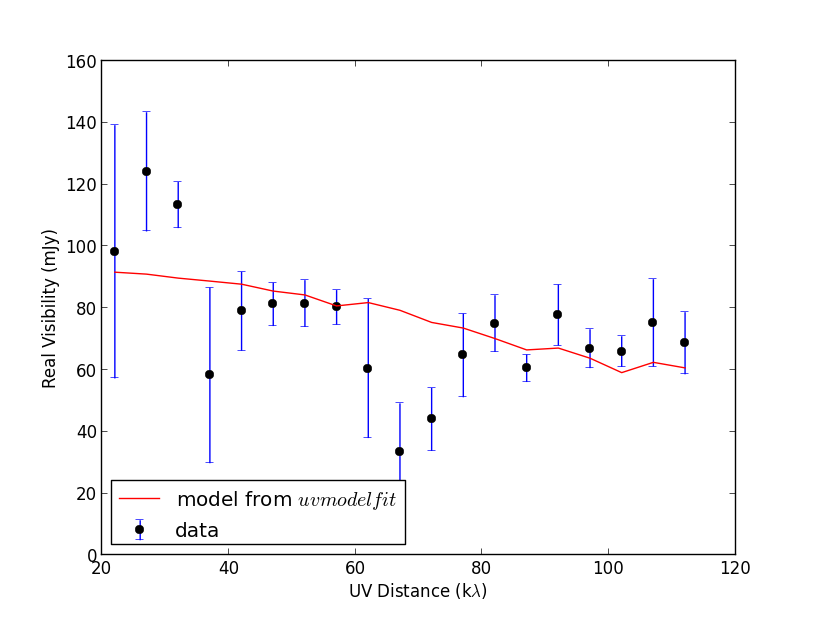 160
140
120
100
80
60
40
20
0
Real Visibility (mJy)
model from uvmodelfit
data
20 40 60 80 100 120
UV Distance (kλ)